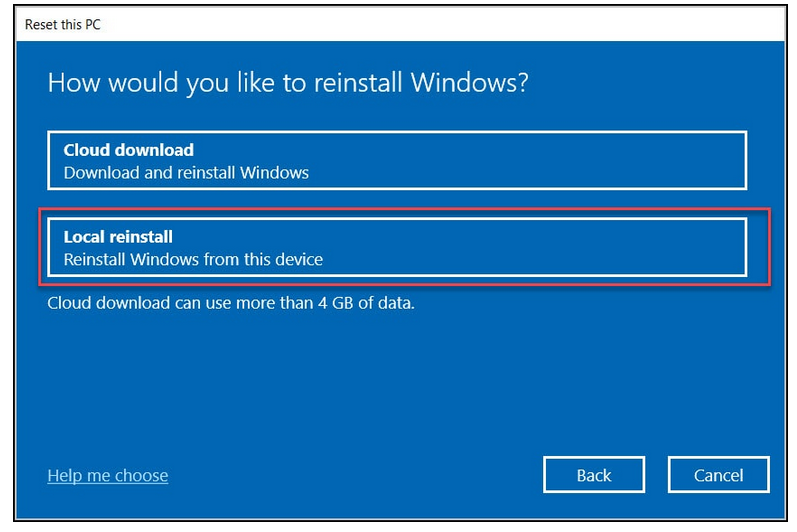 Reset this PC
How would you like to reinstall Windows?
Cloud download
Download and reinstall Windows
Local reinstall
Reinstall Windows from this device
Cloud download can use more than 4 GB of data.
Help me choose
Back
Cancel